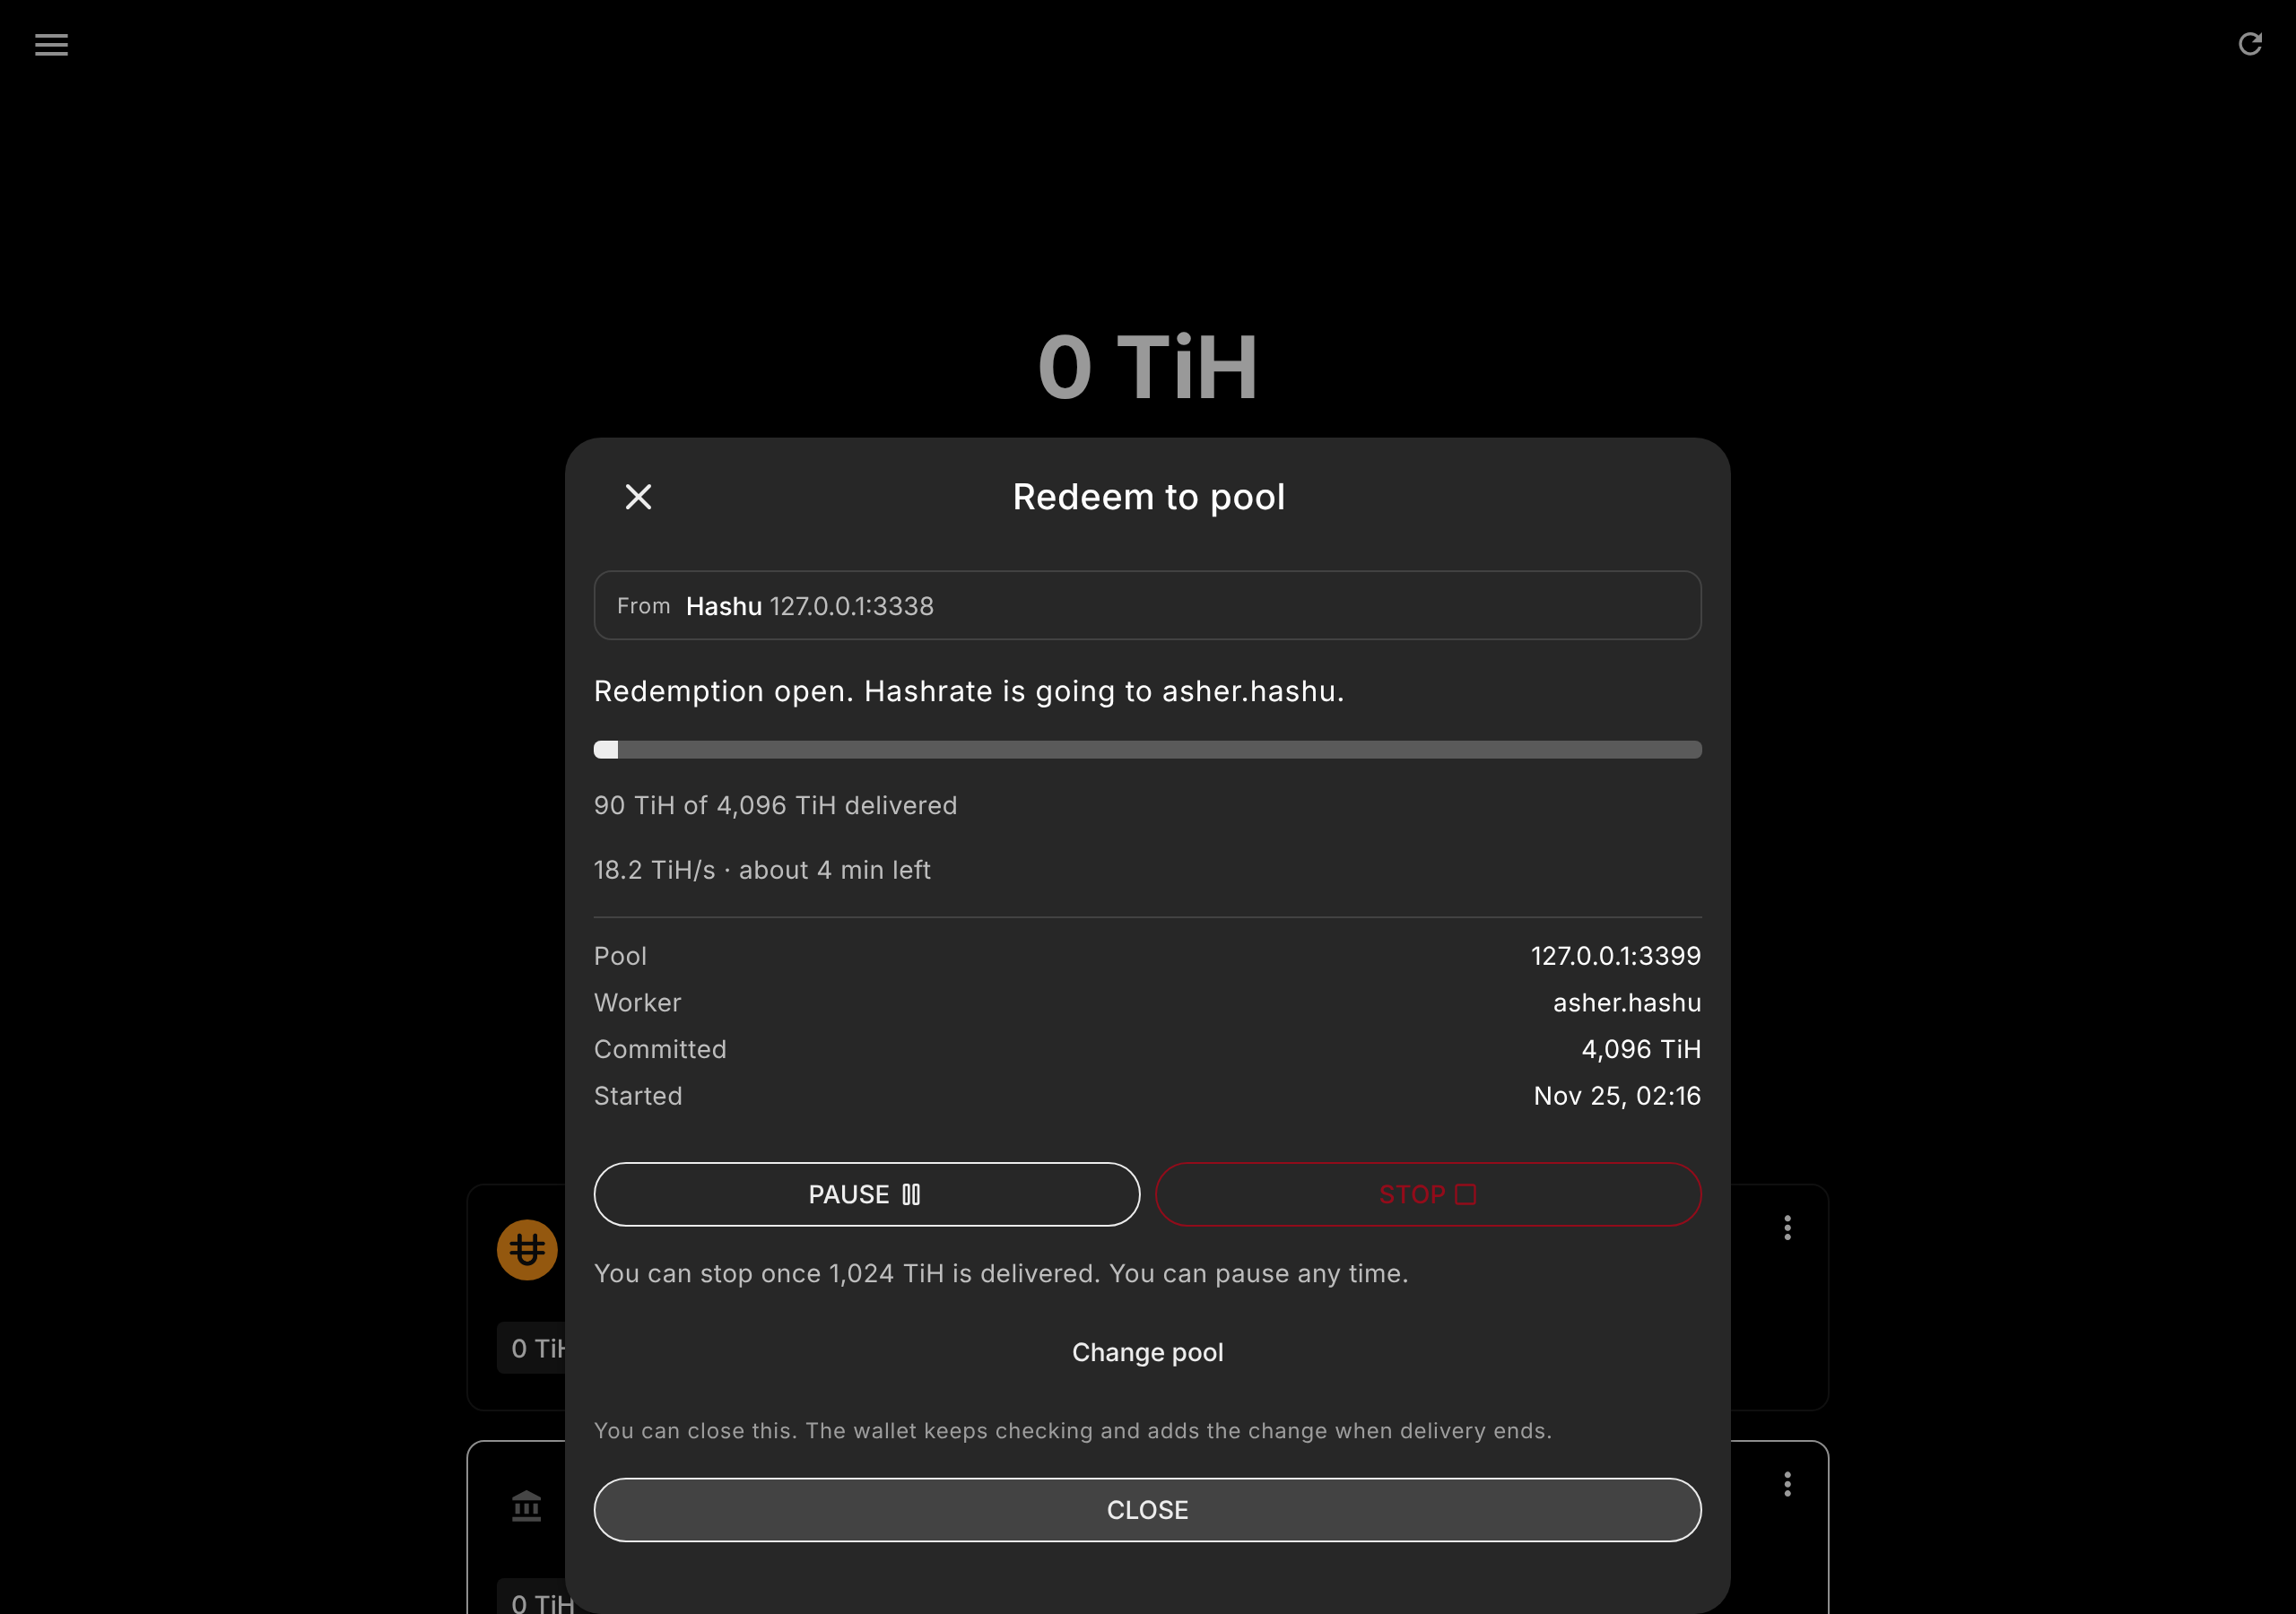 0 TiH
Redeem to pool
From Hashu 127.0.0.1:3338
Redemption open. Hashrate is going to asher.hashu.
90 TiH of 4,096 TiH delivered
18.2 TiH/s · about 4 min left
Pool 127.0.0.1:3399
Worker asher.hashu
Committed 4,096 TiH
Started Nov 25, 02:16
PAUSE STOP
You can stop once 1,024 TiH is delivered. You can pause any time.
0 TiH
Change pool
You can close this. The wallet keeps checking and adds the change when delivery ends.
CLOSE
0 TiH